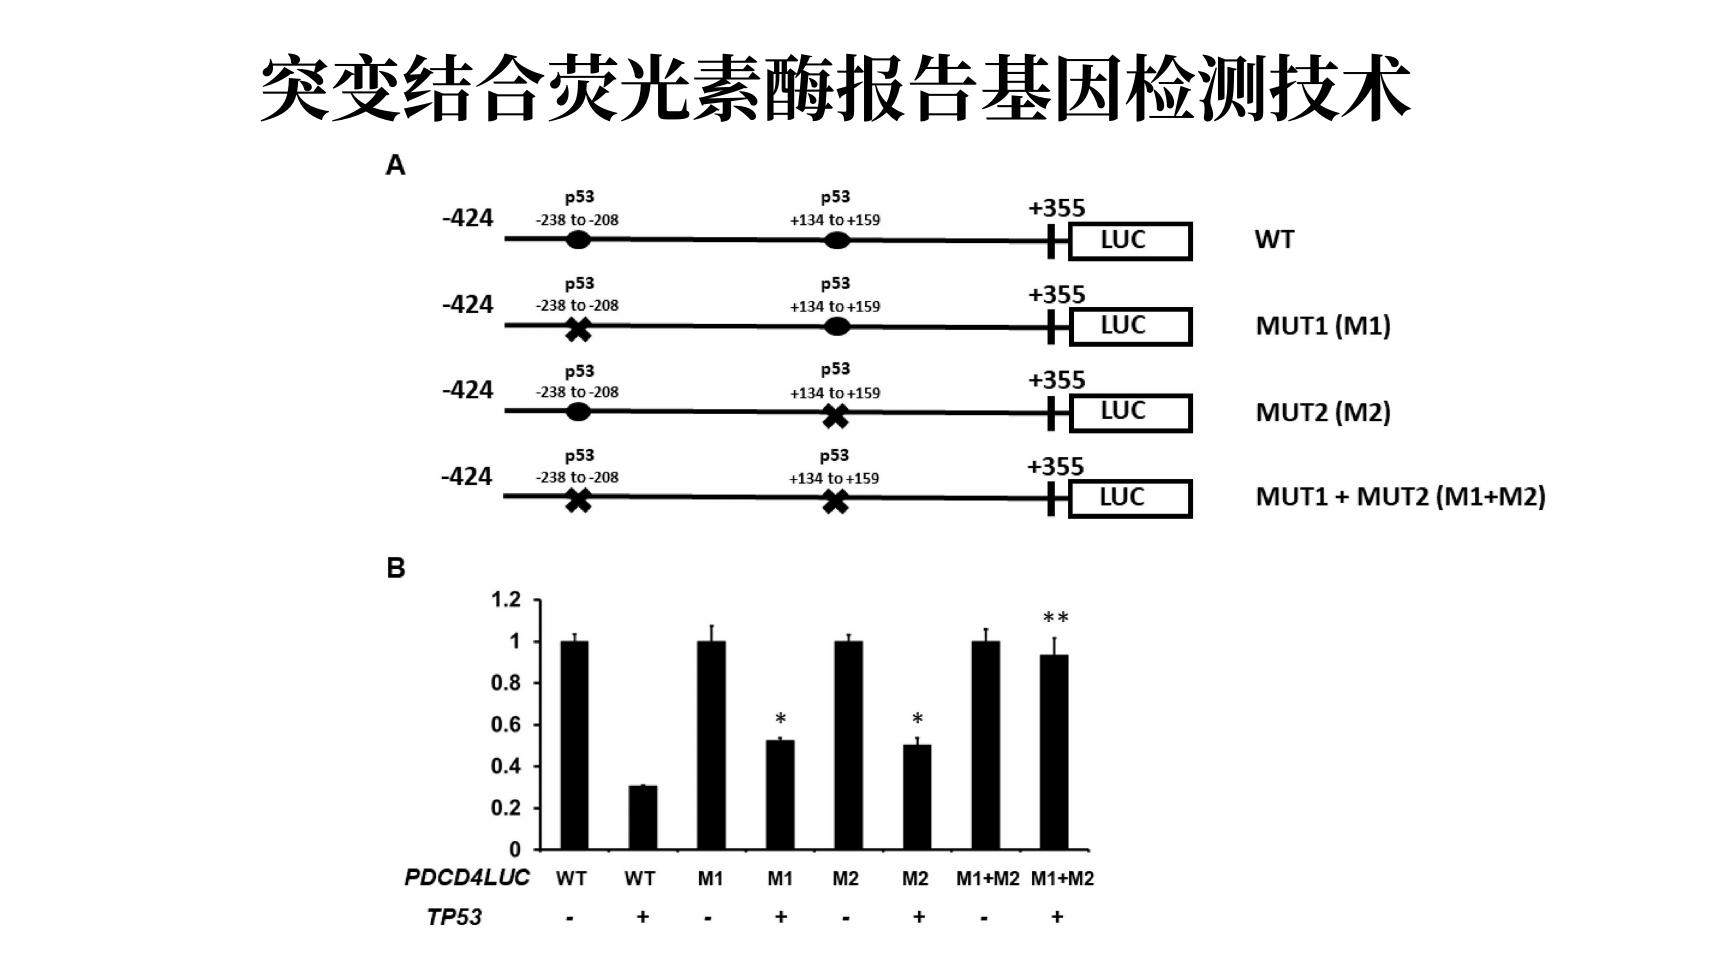 突变结合荧光素酶报告基因检测技术
A
p53 p53
-424 -238 to -208 +134 to +159 +355
LUC WT
p53 p53
-424 -238 to -208 +134 to +159 +355
LUC MUT1 (M1)
p53 p53
-424 -238 to -208 +134 to +159 +355
LUC MUT2 (M2)
p53 p53
-424 -238 to -208 +134 to +159 +355
LUC MUT1 + MUT2 (M1+M2)
B
1.2
**
1
0.8
* *
0.6
0.4
0.2
0
PDCD4LUC WT WT M1 M1 M2 M2 M1+M2 M1+M2
TP53 - + - + - + - +